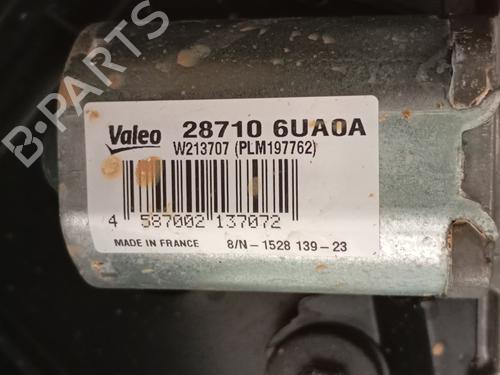 B-PARTS
Valeo 28710 6UA0A
W213707 (PLM197762)
4 587002 137072
MADE IN FRANCE 8/N-1528 139-23